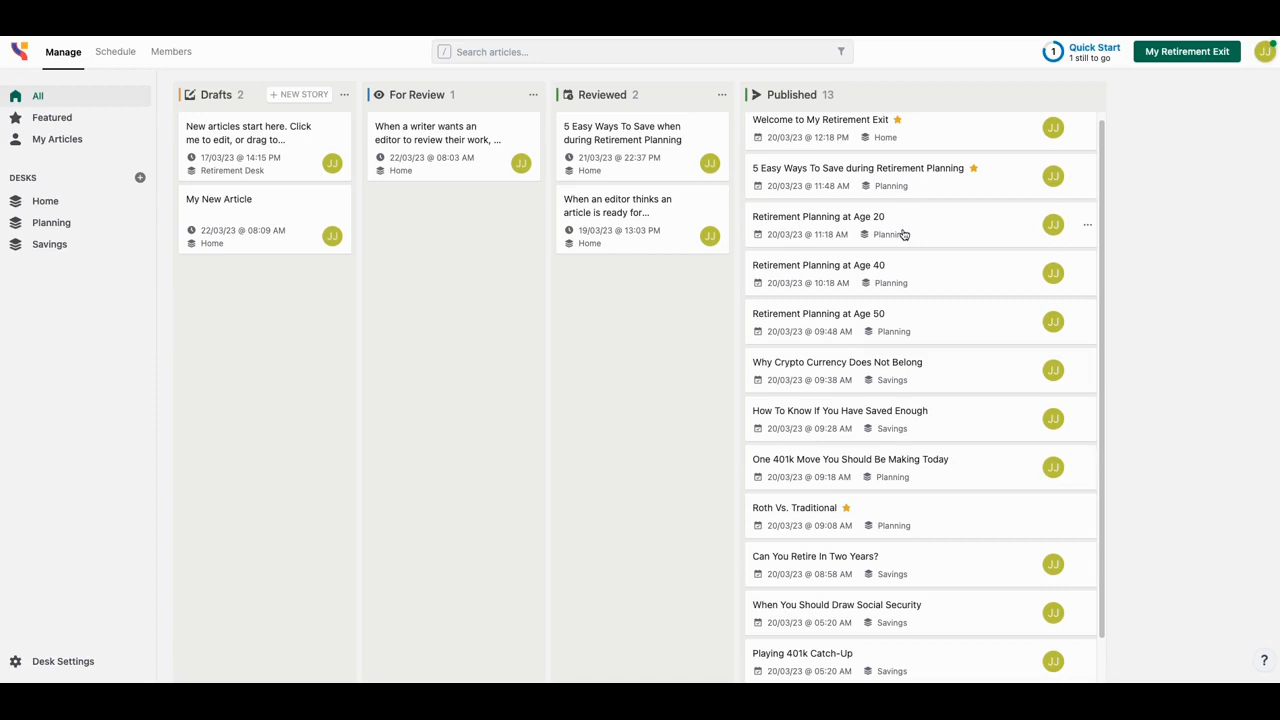 Manage Schedule Members
/ Search articles...
1 Quick Start
1 still to go
My Retirement Exit
JJ
All
Featured
My Articles
DESKS
Home
Planning
Savings
Desk Settings
Drafts 2 + NEW STORY ...
New articles start here. Click
me to edit, or drag to...
17/03/23 @ 14:15 PM
Retirement Desk
JJ
My New Article
22/03/23 @ 08:09 AM
Home
JJ
For Review 1 ...
When a writer wants an
editor to review their work, ...
22/03/23 @ 08:03 AM
Home
JJ
Reviewed 2 ...
5 Easy Ways To Save when
during Retirement Planning
21/03/23 @ 22:37 PM
Home
JJ
When an editor thinks an
article is ready for...
19/03/23 @ 13:03 PM
Home
JJ
Published 13
Welcome to My Retirement Exit
20/03/23 @ 12:18 PM Home
JJ
5 Easy Ways To Save during Retirement Planning
20/03/23 @ 11:48 AM Planning
JJ
Retirement Planning at Age 20
20/03/23 @ 11:18 AM Planning
JJ ...
Retirement Planning at Age 40
20/03/23 @ 10:18 AM Planning
JJ
Retirement Planning at Age 50
20/03/23 @ 09:48 AM Planning
JJ
Why Crypto Currency Does Not Belong
20/03/23 @ 09:38 AM Savings
JJ
How To Know If You Have Saved Enough
20/03/23 @ 09:28 AM Savings
JJ
One 401k Move You Should Be Making Today
20/03/23 @ 09:18 AM Planning
JJ
Roth Vs. Traditional
20/03/23 @ 09:08 AM Planning
Can You Retire In Two Years?
20/03/23 @ 08:58 AM Savings
JJ
When You Should Draw Social Security
20/03/23 @ 05:20 AM Savings
JJ
Playing 401k Catch-Up
20/03/23 @ 05:20 AM Savings
JJ
?